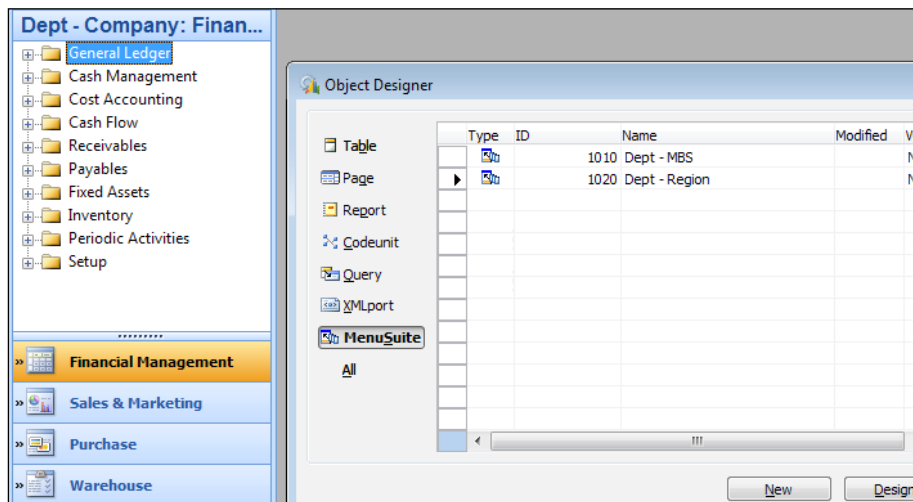 Dept - Company: Finan...
General Ledger
Cash Management
Cost Accounting
Cash Flow
Receivables
Payables
Fixed Assets
Inventory
Periodic Activities
Setup
Financial Management
Sales & Marketing
Purchase
Warehouse
Object Designer
Table
Page
Report
Codeunit
Query
XMLport
MenuSuite
All
Type ID Name Modified V
1010 Dept - MBS N
1020 Dept - Region N
New Design